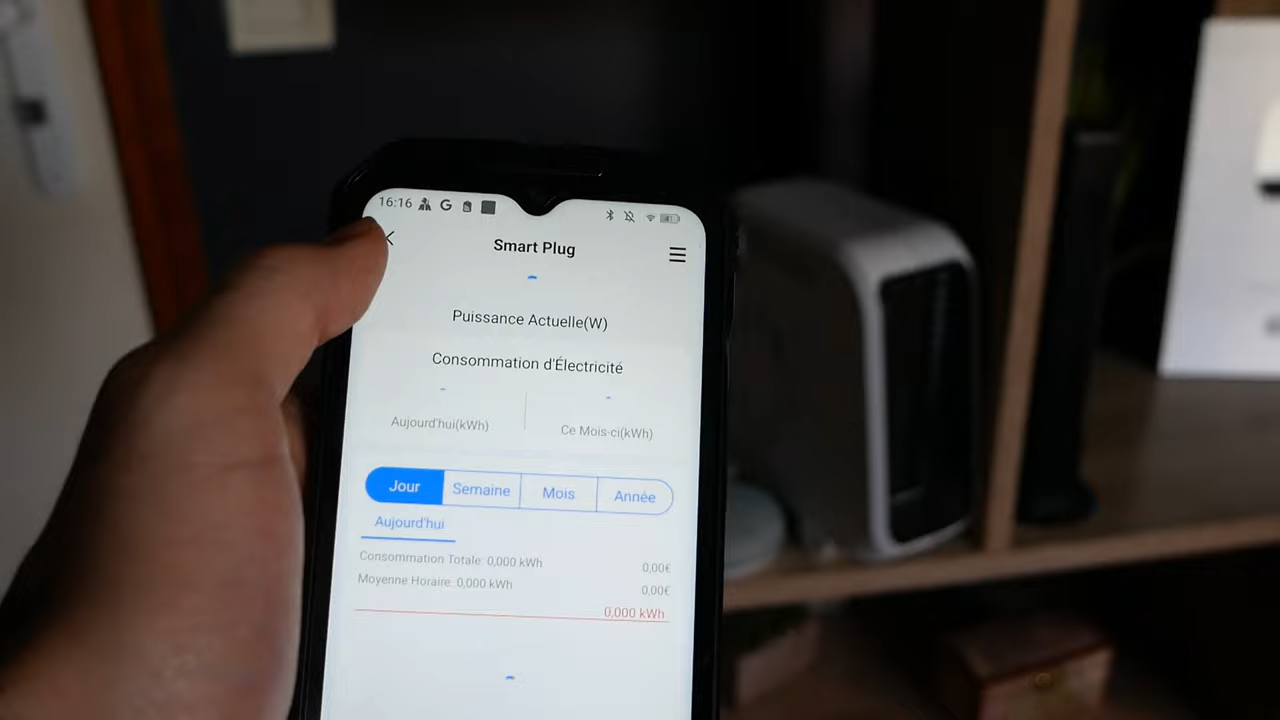 16:16
Smart Plug
Puissance Actuelle(W)
Consommation d'Électricité
Aujourd'hui(kWh)
Ce Mois-ci(kWh)
Jour Semaine Mois Année
Aujourd'hui
Consommation Totale: 0,000 kWh 0,00€
Moyenne Horaire: 0,000 kWh 0,00€
0,000 kWh